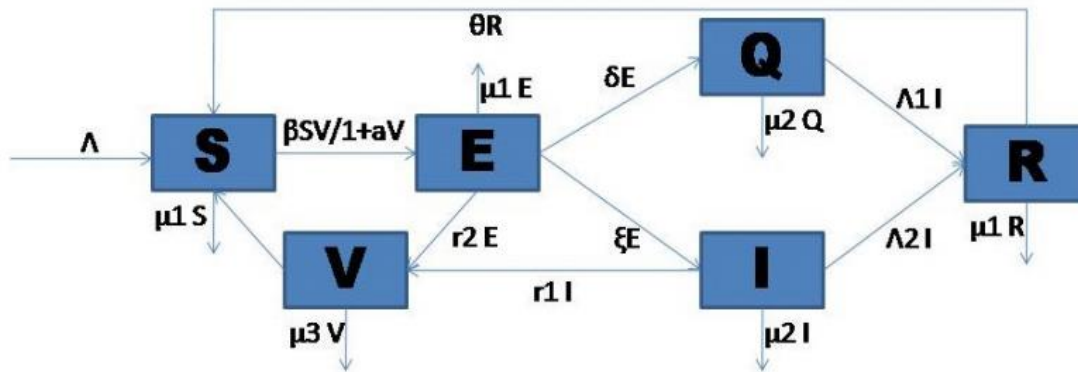 θR
Q
δE
μ1 E
Λ1 I
μ2 Q
Λ
S
βSV/1+aV
E
R
μ1 S
r2 E
ξE
Λ2 I
μ1 R
V
I
r1 I
μ3 V
μ2 I